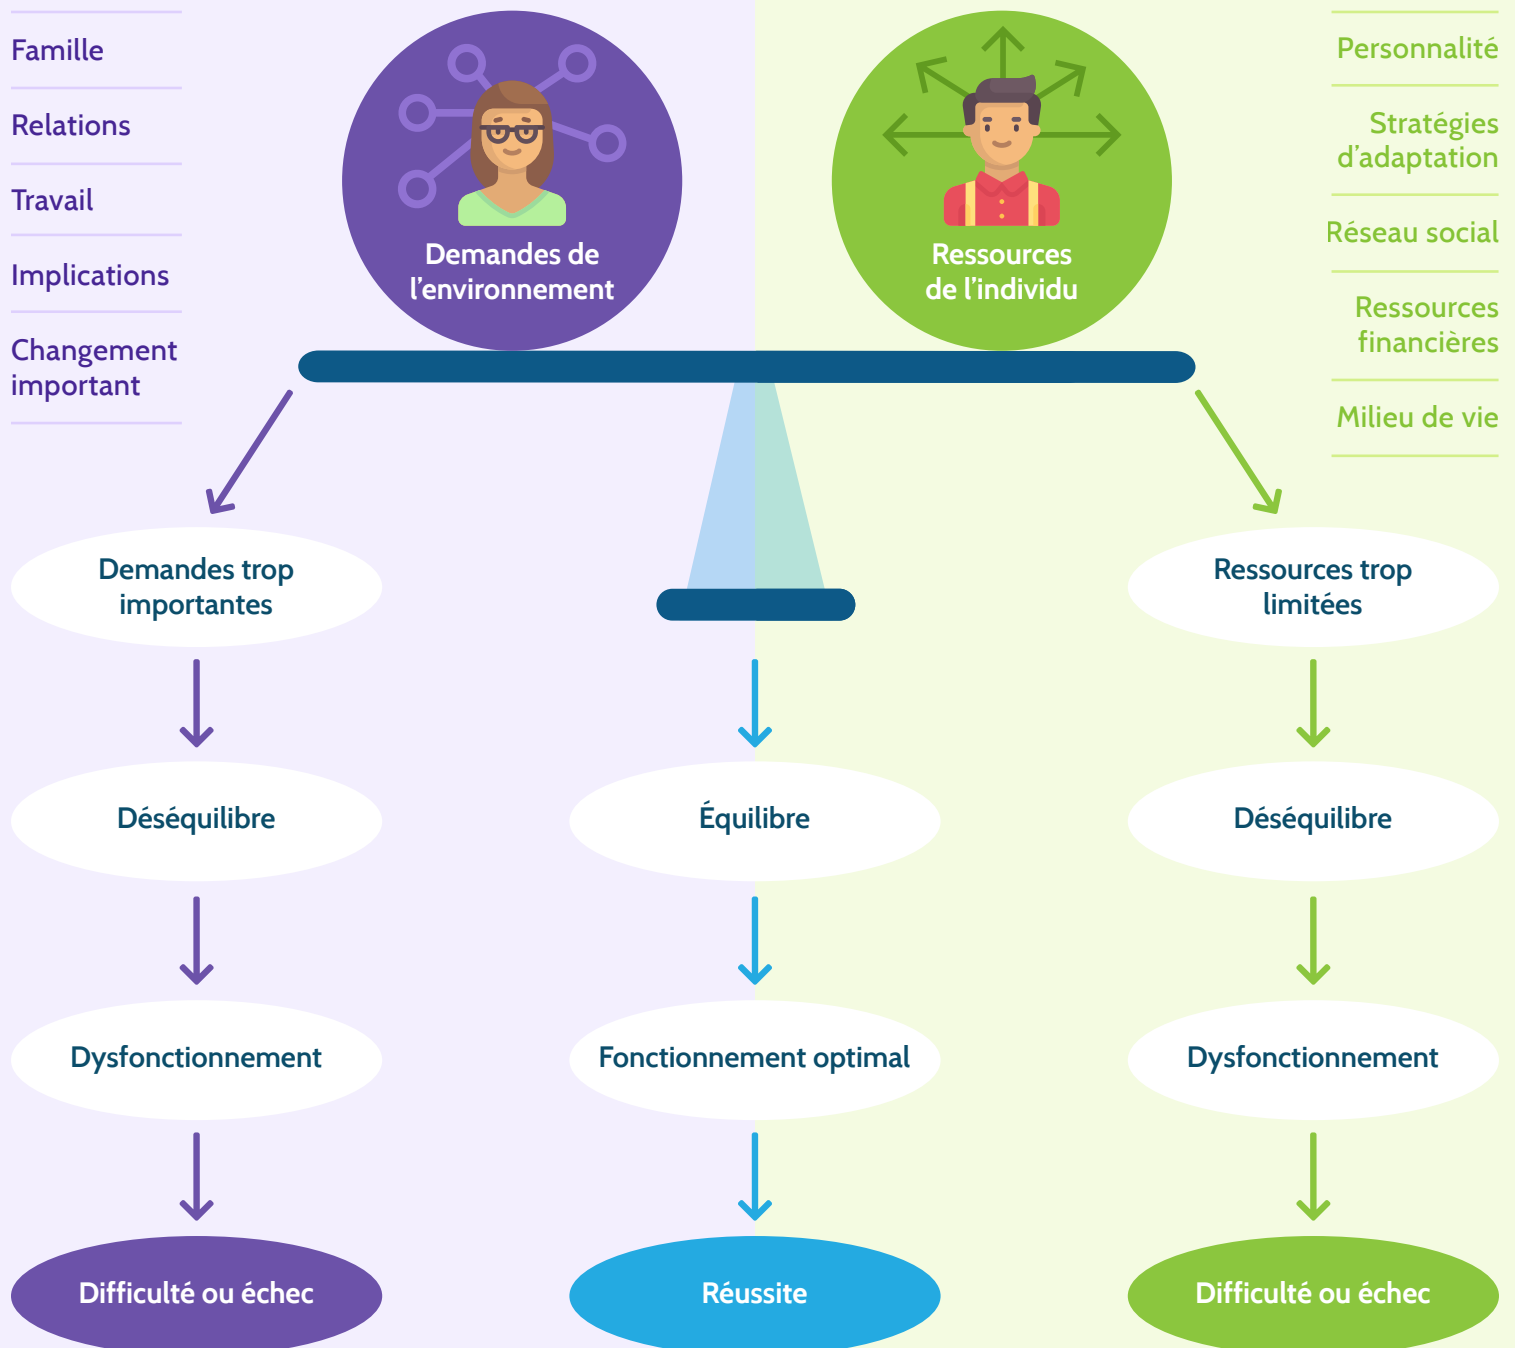 Famille
Relations
Travail
Implications
Changement
important
Demandes de
l’environnement
Ressources
de l’individu
Personnalité
Stratégies
d’adaptation
Réseau social
Ressources
financières
Milieu de vie
Demandes trop
importantes
Déséquilibre
Dysfonctionnement
Difficulté ou échec
Équilibre
Fonctionnement optimal
Réussite
Ressources trop
limitées
Déséquilibre
Dysfonctionnement
Difficulté ou échec